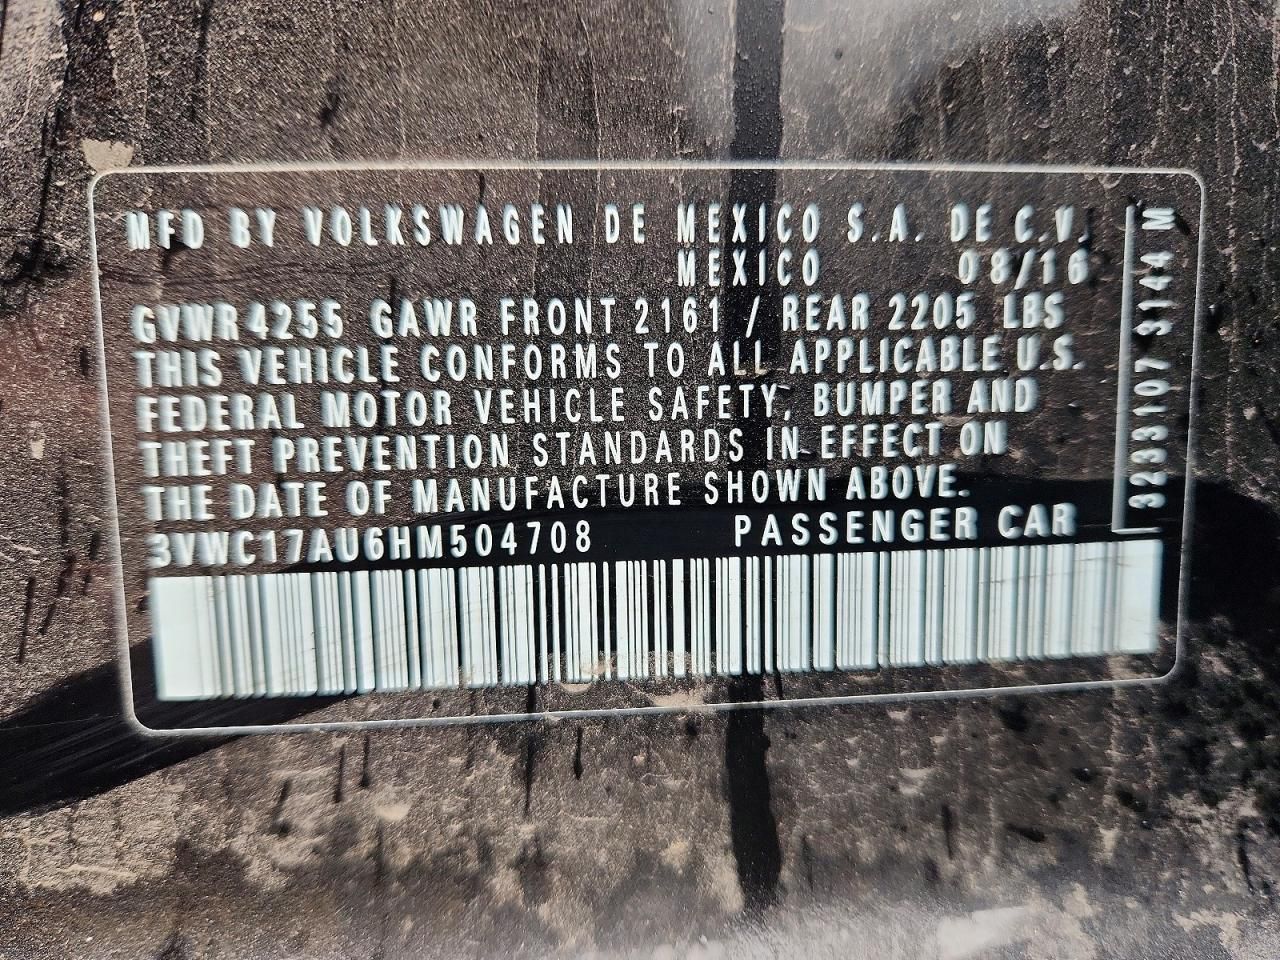 MFD BY VOLKSWAGEN DE MEXICO S.A. DE C.V.
MEXICO 08/16
GVWR 4255 GAWR FRONT 2161 / REAR 2205 LBS
THIS VEHICLE CONFORMS TO ALL APPLICABLE U.S.
FEDERAL MOTOR VEHICLE SAFETY, BUMPER AND
THEFT PREVENTION STANDARDS IN EFFECT ON
THE DATE OF MANUFACTURE SHOWN ABOVE.
3VWC17AU6HM504708 PASSENGER CAR
3233107 3144 M